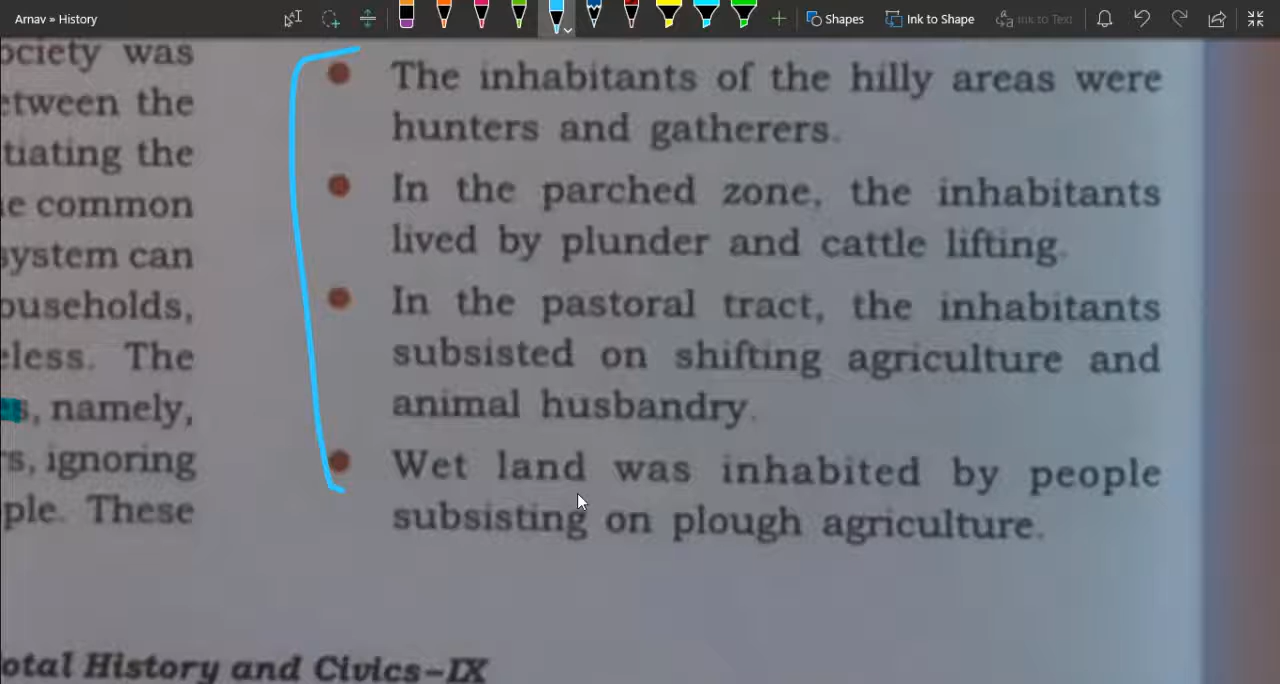 Arnav » History
Shapes
Ink to Shape
Ink to Text
ociety was
etween the
tiating the
e common
system can
ouseholds,
eless. The
s, namely,
s, ignoring
ple. These
The inhabitants of the hilly areas were
hunters and gatherers.
In the parched zone, the inhabitants
lived by plunder and cattle lifting.
In the pastoral tract, the inhabitants
subsisted on shifting agriculture and
animal husbandry.
Wet land was inhabited by people
subsisting on plough agriculture.
otal History and Civics–IX